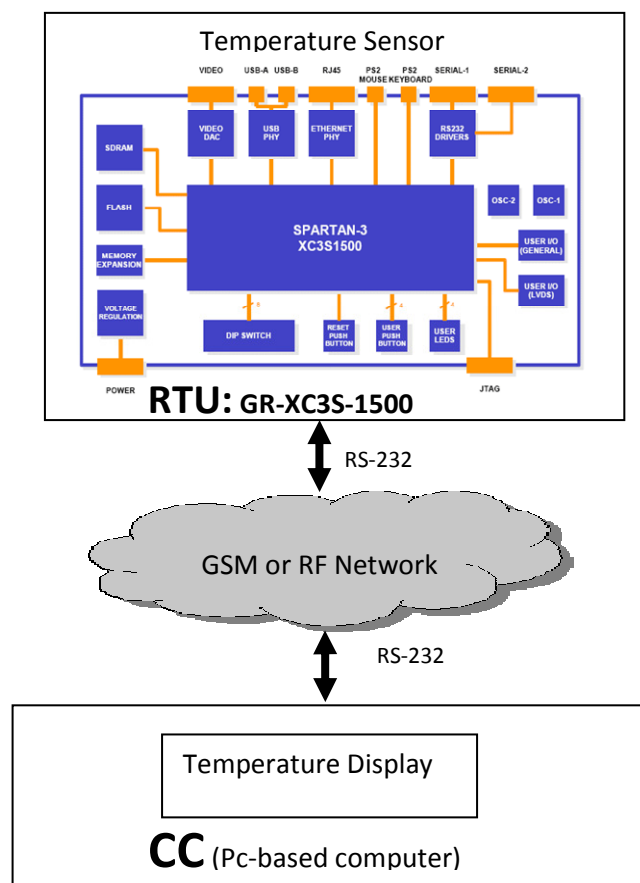 Temperature Sensor
VIDEO USB-A USB-B RJ45 PS2 MOUSE PS2 KEYBOARD SERIAL-1 SERIAL-2
VIDEO DAC
USB PHY
ETHERNET PHY
RS232 DRIVERS
SDRAM
FLASH
MEMORY EXPANSION
VOLTAGE REGULATION
SPARTAN-3
XC3S1500
OSC-2
OSC-1
USER I/O (GENERAL)
USER I/O (LVDS)
DIP SWITCH
RESET PUSH BUTTON
USER PUSH BUTTON
USER LEDS
POWER
JTAG
RTU: GR-XC3S-1500
RS-232
GSM or RF Network
RS-232
Temperature Display
CC (Pc-based computer)